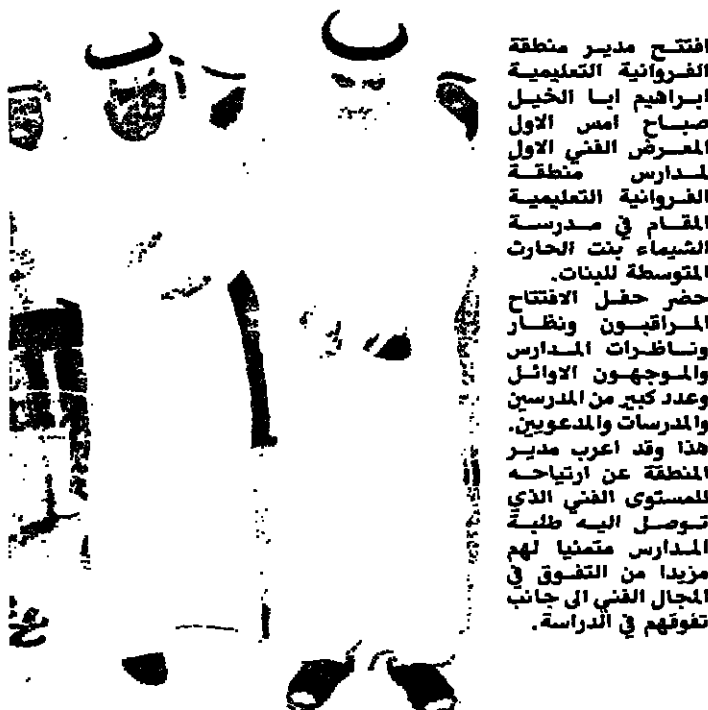 افتتح مدير منطقة
الفروانية التعليمية
ابراهيم ابا الخيل
صباح امس الاول
المعرض الفني الاول
لمدارس منطقة
الفروانية التعليمية
المقام في مدرسة
الشيماء بنت الحارث
المتوسطة للبنات.
حضر حفل الافتتاح
المراقبون ونظار
وناظرات المدارس
والموجهون الاوائل
وعدد كبير من المدرسين
والمدرسات والمدعويين.
هذا وقد اعرب مدير
المنطقة عن ارتياحه
للمستوى الفني الذي
توصل اليه طلبة
المدارس متمنيا لهم
مزيدا من التفوق في
المجال الفني الى جانب
تفوقهم في الدراسة.